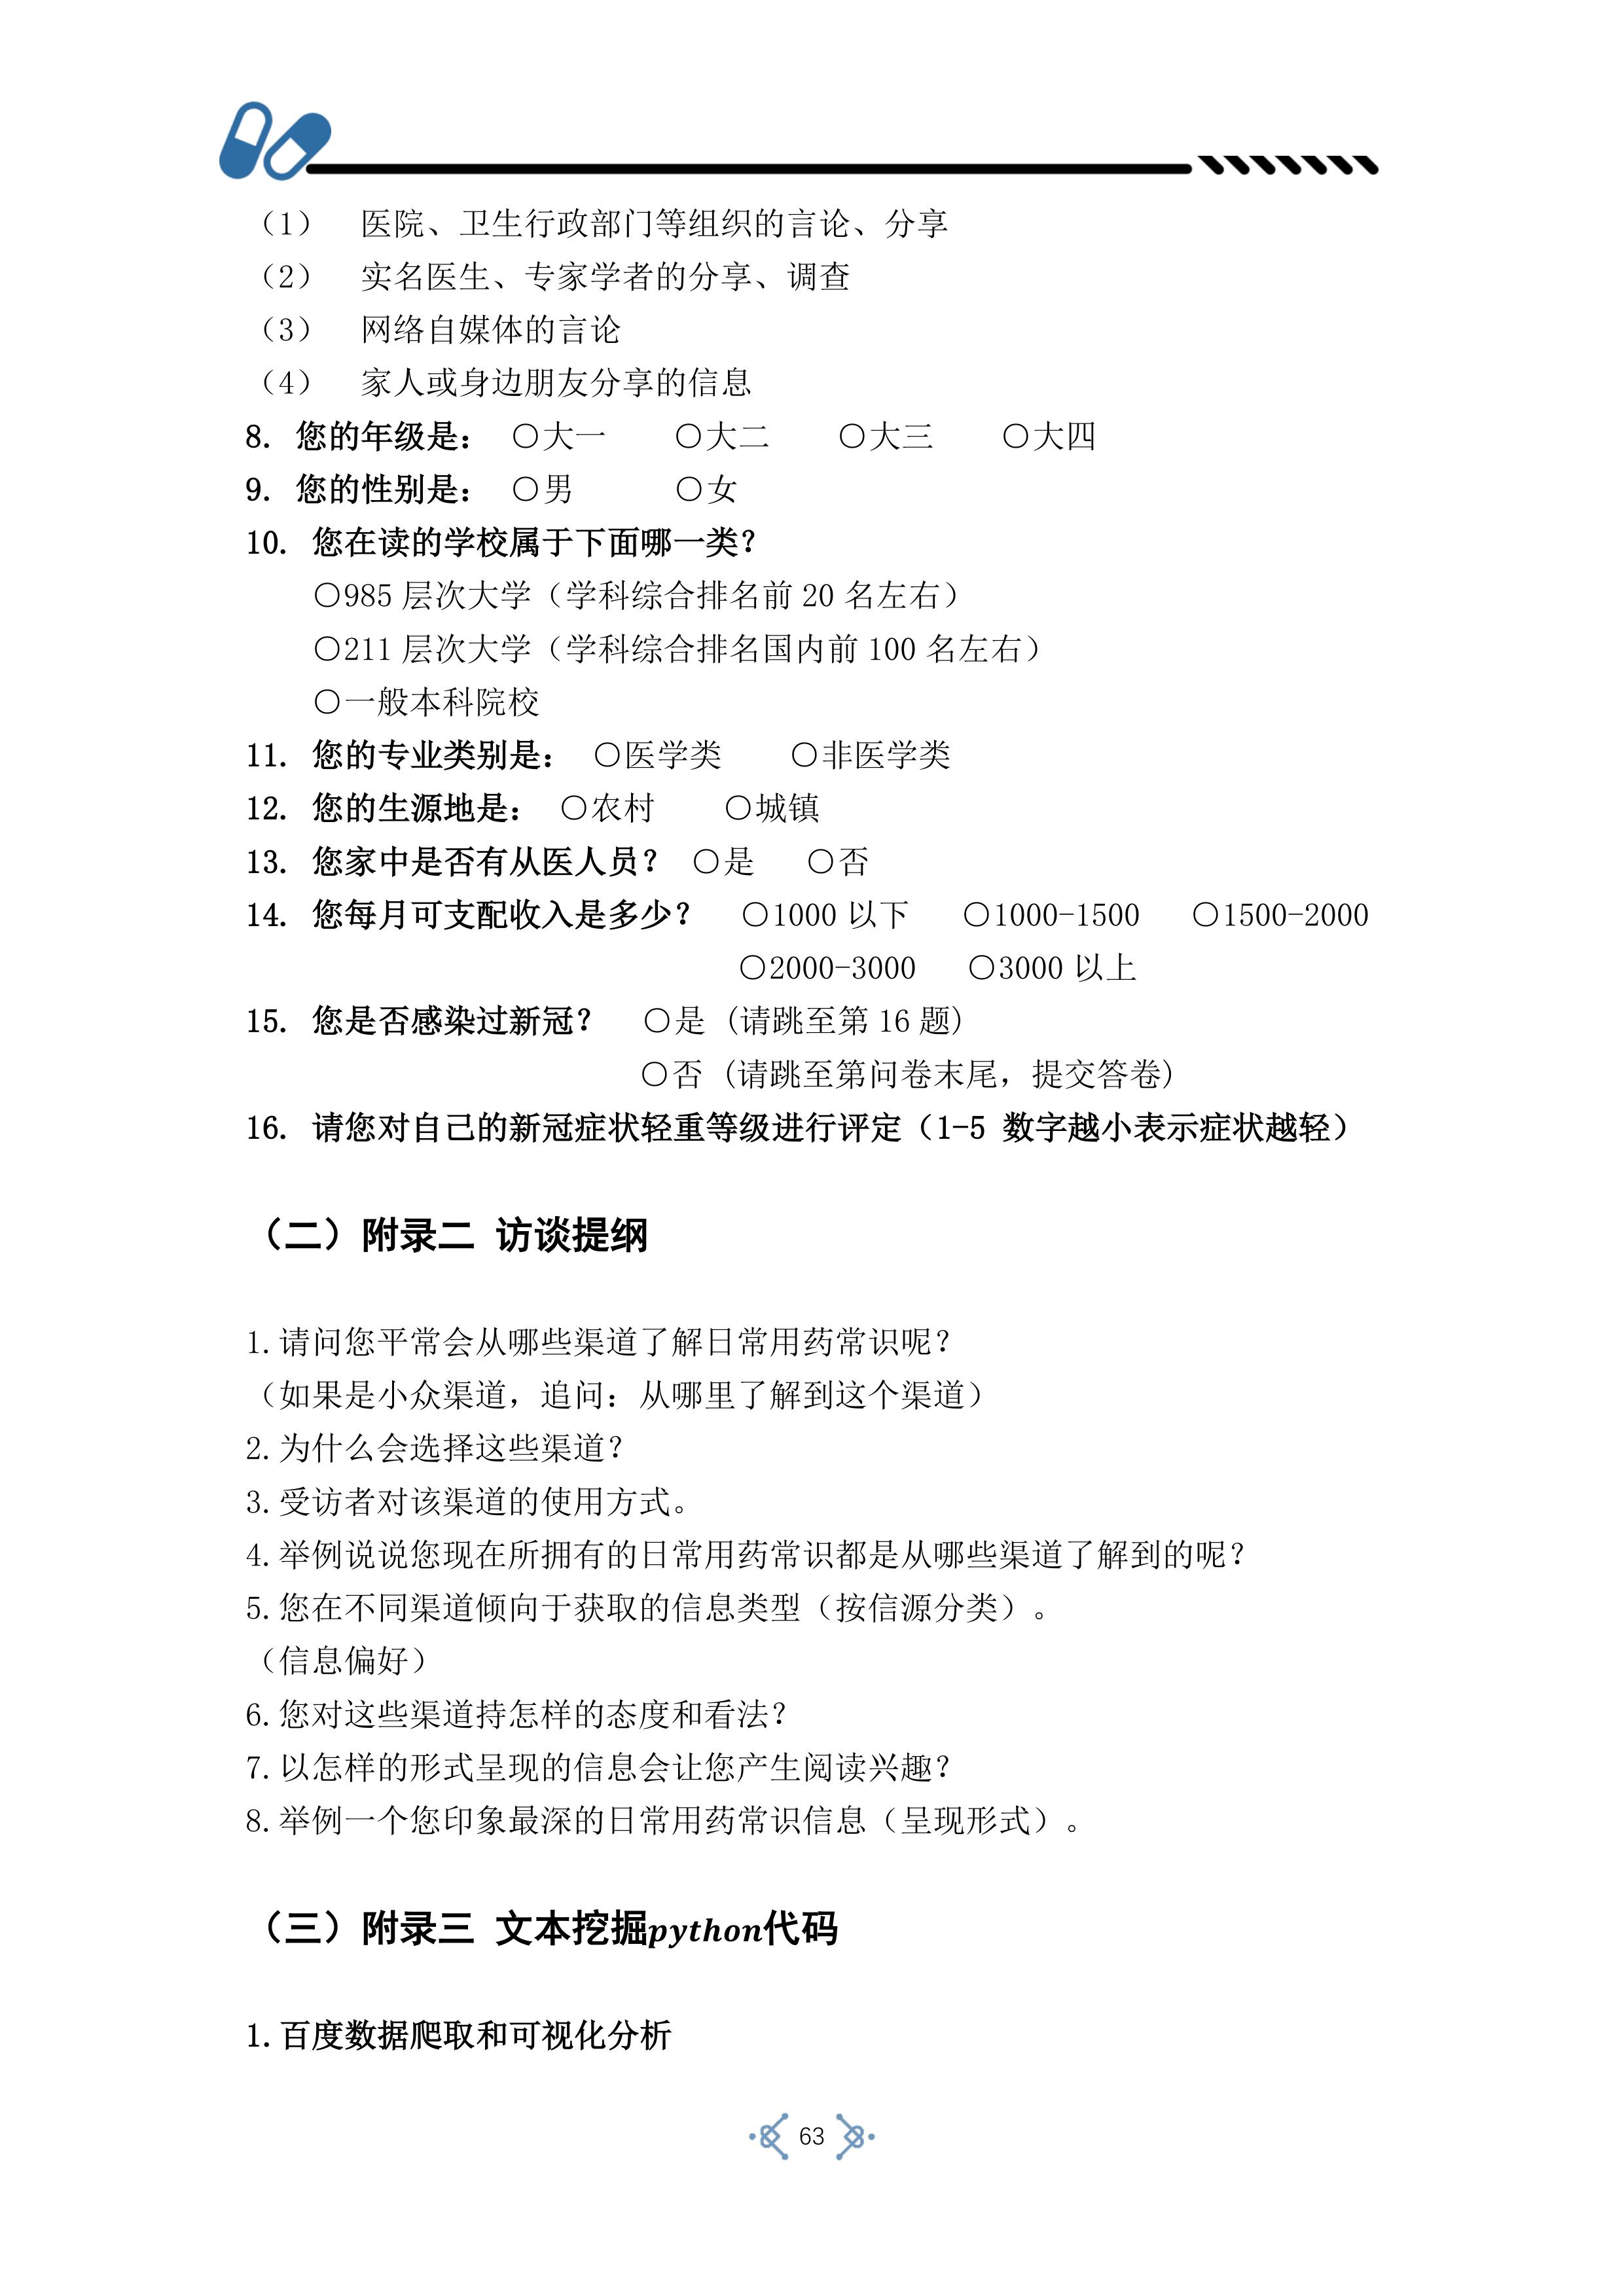 （1） 医院、卫生行政部门等组织的言论、分享
（2） 实名医生、专家学者的分享、调查
（3） 网络自媒体的言论
（4） 家人或身边朋友分享的信息
8. 您的年级是： ○大一 ○大二 ○大三 ○大四
9. 您的性别是： ○男 ○女
10. 您在读的学校属于下面哪一类？
○985 层次大学（学科综合排名前 20 名左右）
○211 层次大学（学科综合排名国内前 100 名左右）
○一般本科院校
11. 您的专业类别是： ○医学类 ○非医学类
12. 您的生源地是： ○农村 ○城镇
13. 您家中是否有从医人员？ ○是 ○否
14. 您每月可支配收入是多少？ ○1000 以下 ○1000-1500 ○1500-2000
○2000-3000 ○3000 以上
15. 您是否感染过新冠？ ○是 (请跳至第 16 题)
○否 (请跳至第问卷末尾，提交答卷)
16. 请您对自己的新冠症状轻重等级进行评定（1-5 数字越小表示症状越轻）
（二）附录二 访谈提纲
1.请问您平常会从哪些渠道了解日常用药常识呢？
（如果是小众渠道，追问：从哪里了解到这个渠道）
2.为什么会选择这些渠道？
3.受访者对该渠道的使用方式。
4.举例说说您现在所拥有的日常用药常识都是从哪些渠道了解到的呢？
5.您在不同渠道倾向于获取的信息类型（按信源分类）。
（信息偏好）
6.您对这些渠道持怎样的态度和看法？
7.以怎样的形式呈现的信息会让您产生阅读兴趣？
8.举例一个您印象最深的日常用药常识信息（呈现形式）。
（三）附录三 文本挖掘python代码
1.百度数据爬取和可视化分析
63